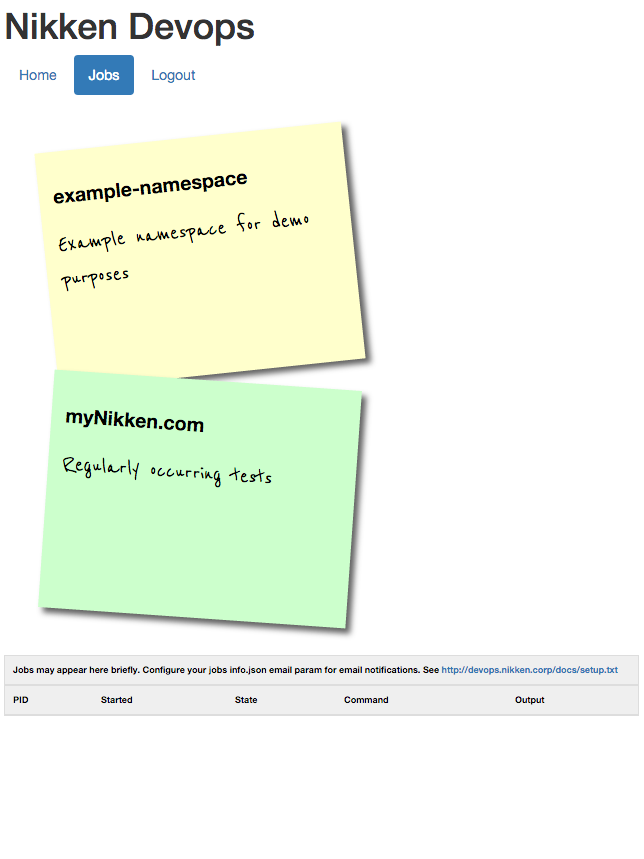 Nikken Devops
Home Jobs Logout
example-namespace
Example namespace for demo
purposes
myNikken.com
Regularly occurring tests
Jobs may appear here briefly. Configure your jobs info.json email param for email notifications. See http://devops.nikken.corp/docs/setup.txt
PID Started State Command Output